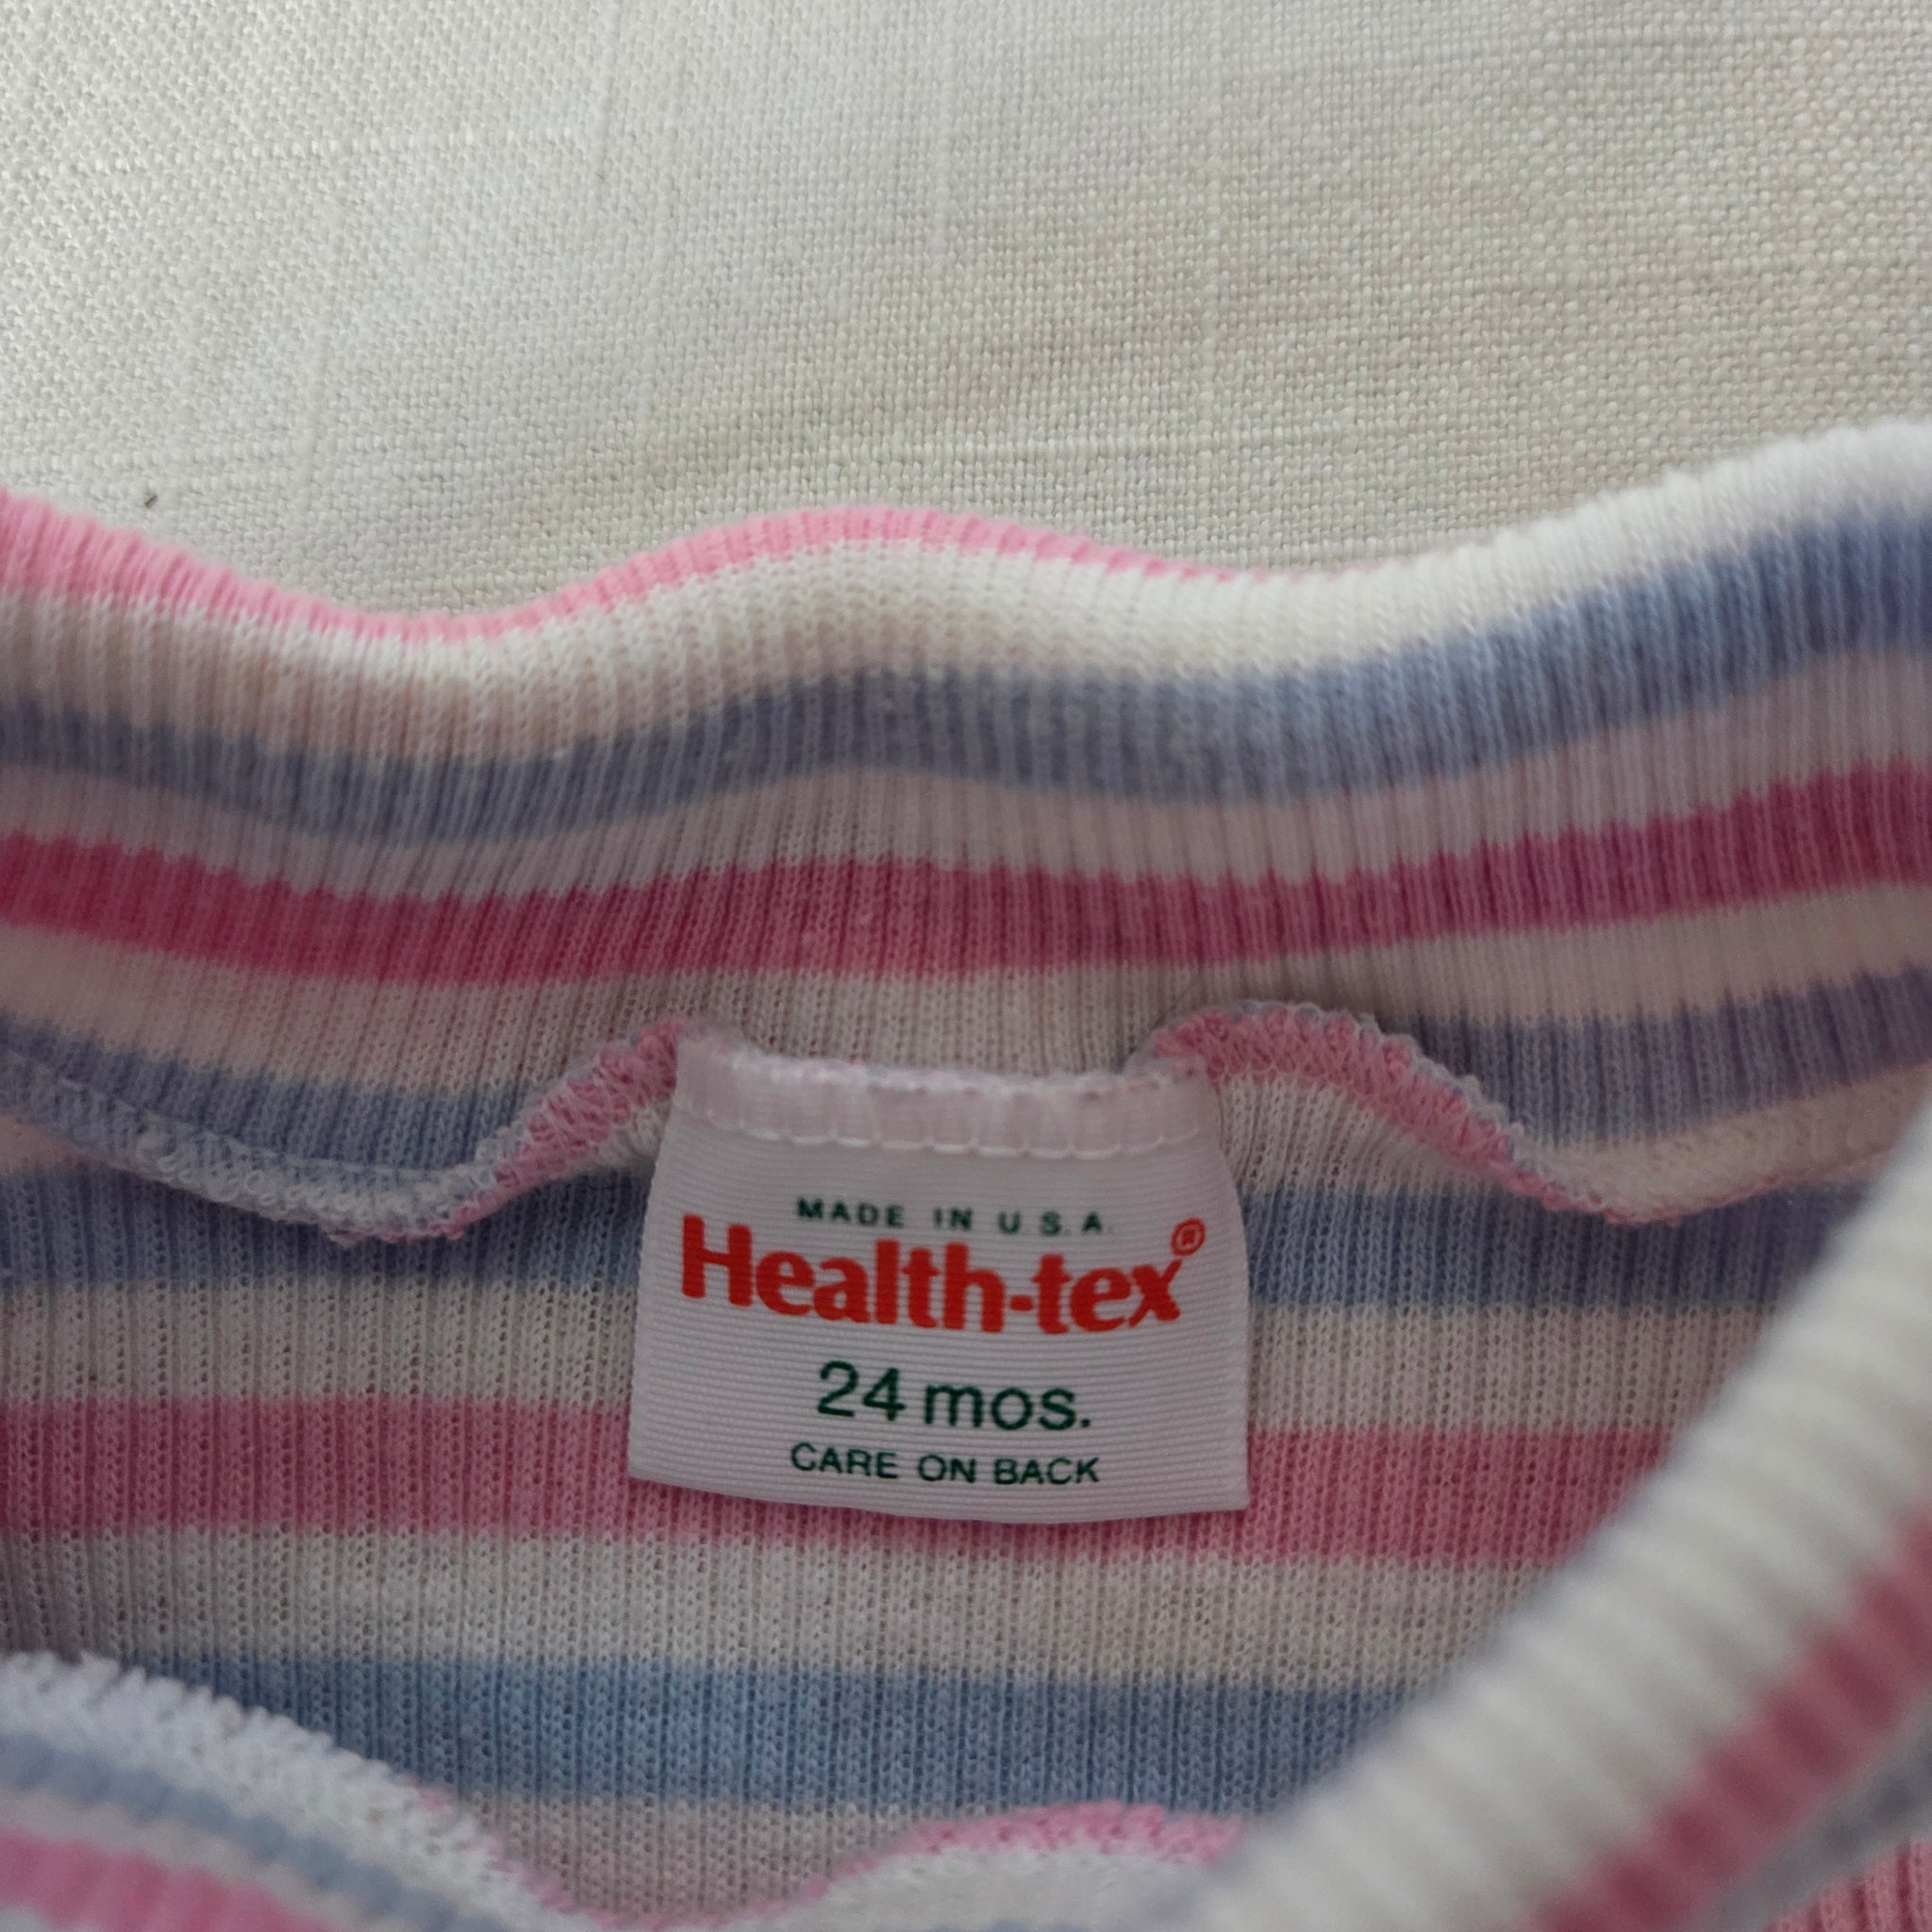 MADE IN U.S.A.
Health-tex®
24 mos.
CARE ON BACK